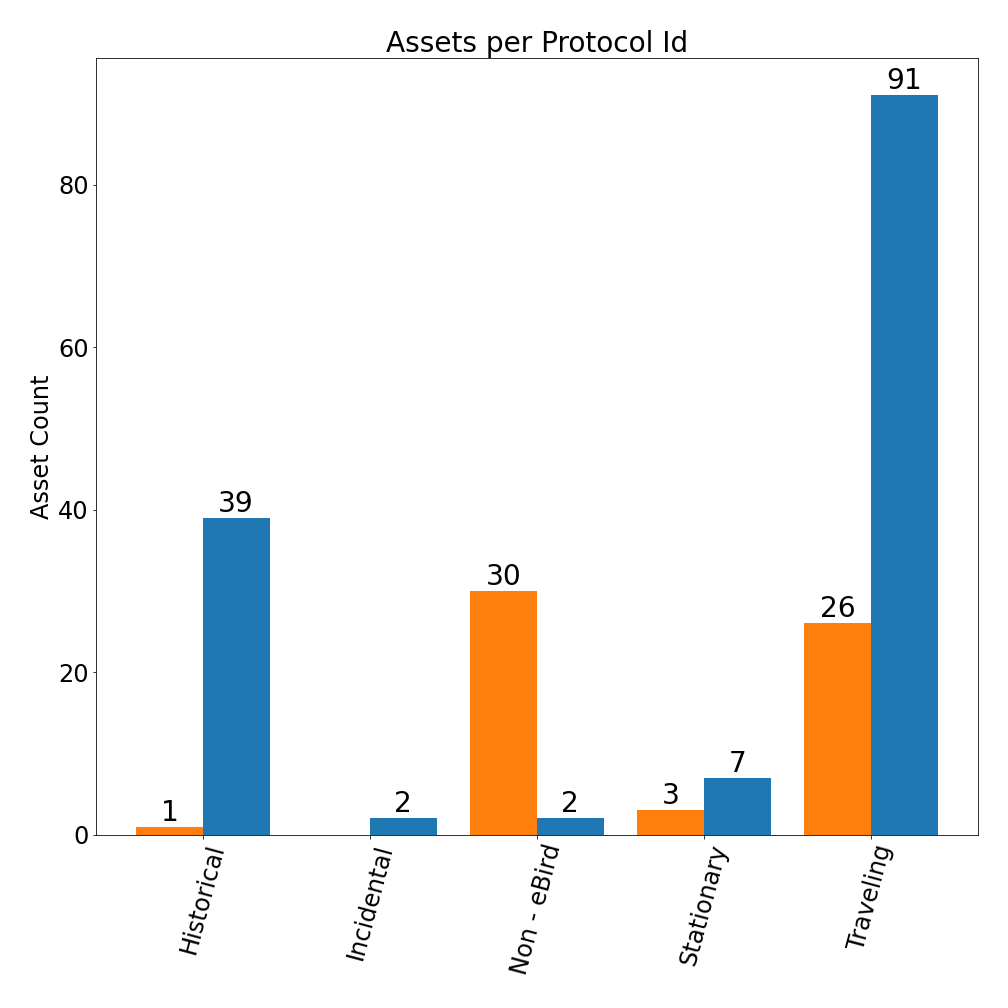 Assets per Protocol Id
Asset Count
80
60
40
20
0
1
39
2
30
2
3
7
26
91
Historical
Incidental
Non - eBird
Stationary
Traveling